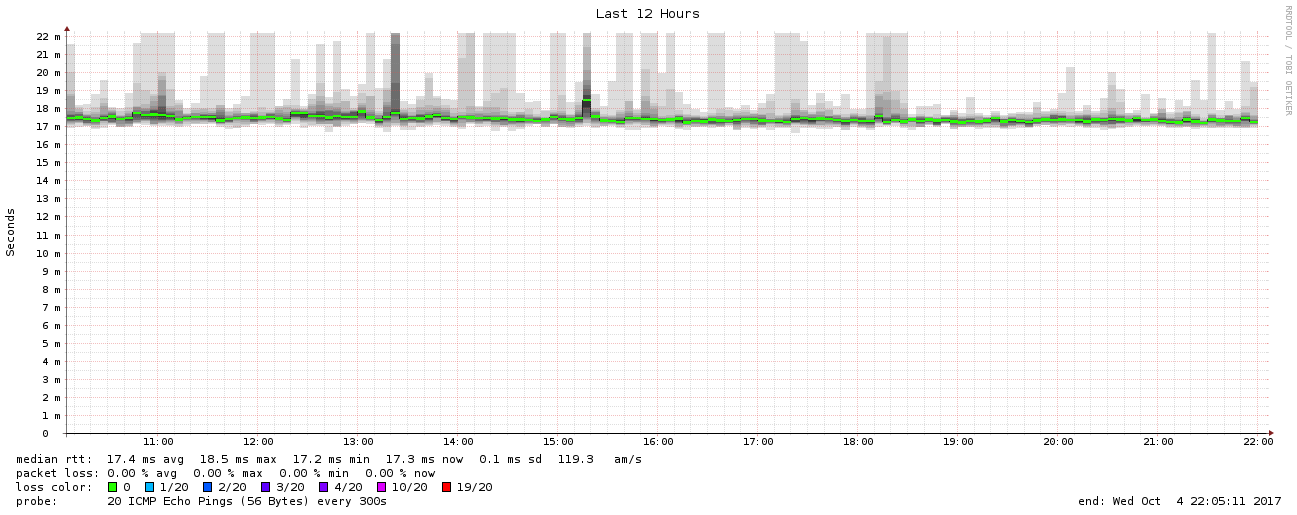 Last 12 Hours
RRDTOOL / TOBI OETIKER
22 m
21 m
20 m
19 m
18 m
17 m
16 m
15 m
14 m
13 m
12 m
11 m
10 m
9 m
8 m
7 m
6 m
5 m
4 m
3 m
2 m
1 m
0
Seconds
11:00 12:00 13:00 14:00 15:00 16:00 17:00 18:00 19:00 20:00 21:00 22:00
median rtt: 17.4 ms avg 18.5 ms max 17.2 ms min 17.3 ms now 0.1 ms sd 119.3 am/s
packet loss: 0.00 % avg 0.00 % max 0.00 % min 0.00 % now
loss color: 0 1/20 2/20 3/20 4/20 10/20 19/20
probe: 20 ICMP Echo Pings (56 Bytes) every 300s end: Wed Oct 4 22:05:11 2017